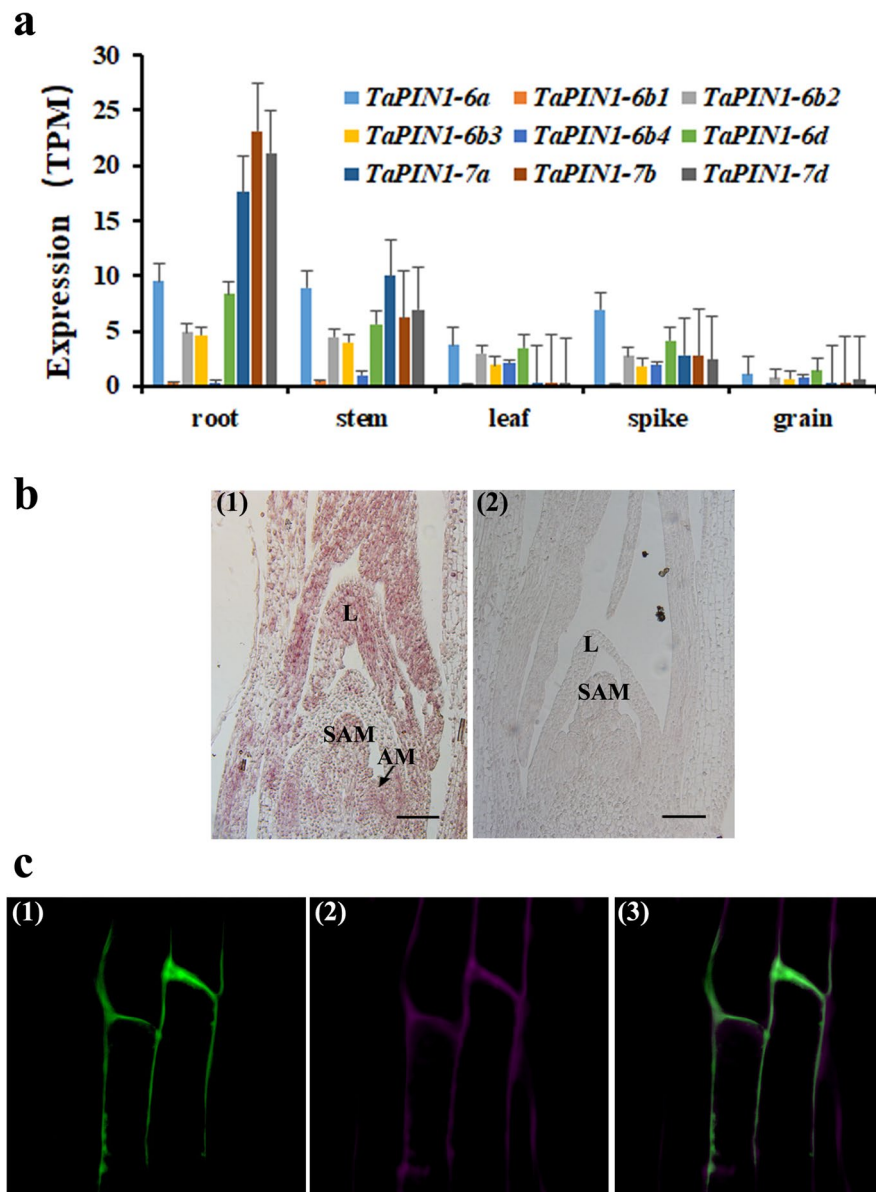 a
Expression (TPM)
30
25
20
15
10
5
0
TaPIN1-6a TaPIN1-6b1 TaPIN1-6b2
TaPIN1-6b3 TaPIN1-6b4 TaPIN1-6d
TaPIN1-7a TaPIN1-7b TaPIN1-7d
root stem leaf spike grain
b
(1) (2)
L
L
SAM
SAM
AM
c
(1) (2) (3)